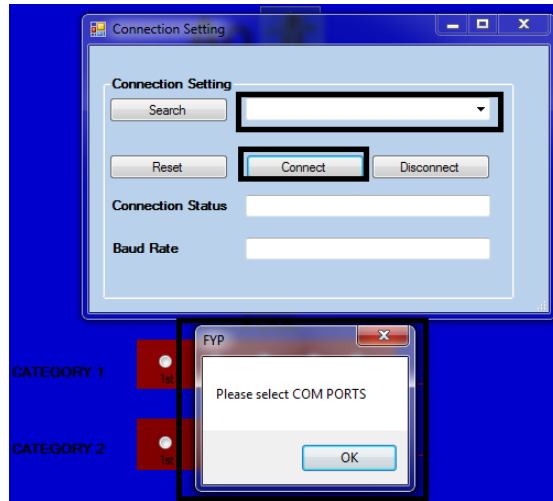 Connection Setting
Connection Setting
Search
Reset Connect Disconnect
Connection Status
Baud Rate
FYP
CATEGORY 1
1st
Please select COM PORTS
CATEGORY 2
1st
OK